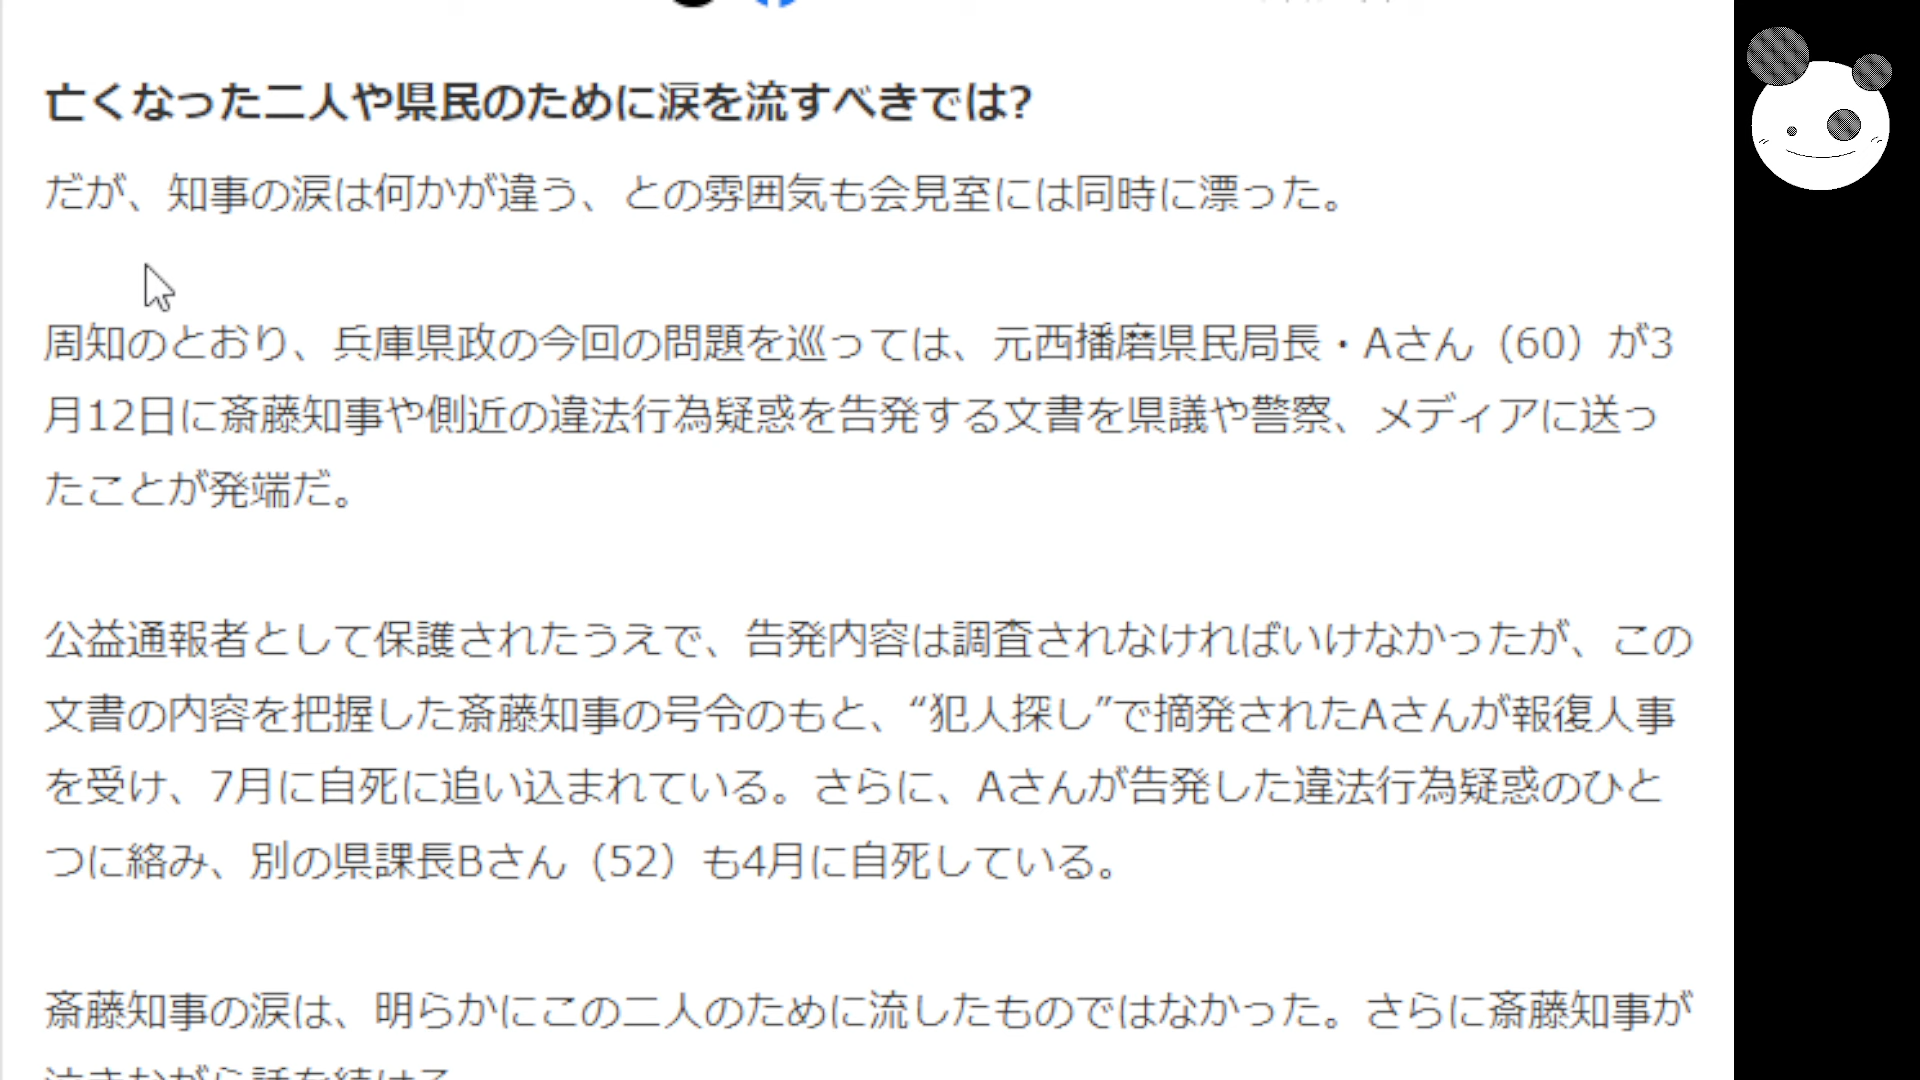 亡くなった二人や県民のために涙を流すべきでは?
だが、知事の涙は何かが違う、との雰囲気も会見室には同時に漂った。
周知のとおり、兵庫県政の今回の問題を巡っては、元西播磨県民局長・Aさん（60）が3
月12日に斎藤知事や側近の違法行為疑惑を告発する文書を県議や警察、メディアに送っ
たことが発端だ。
公益通報者として保護されたうえで、告発内容は調査されなければいけなかったが、この
文書の内容を把握した斎藤知事の号令のもと、“犯人探し”で摘発されたAさんが報復人事
を受け、7月に自死に追い込まれている。さらに、Aさんが告発した違法行為疑惑のひと
つに絡み、別の県課長Bさん（52）も4月に自死している。
斎藤知事の涙は、明らかにこの二人のために流したものではなかった。さらに斎藤知事が